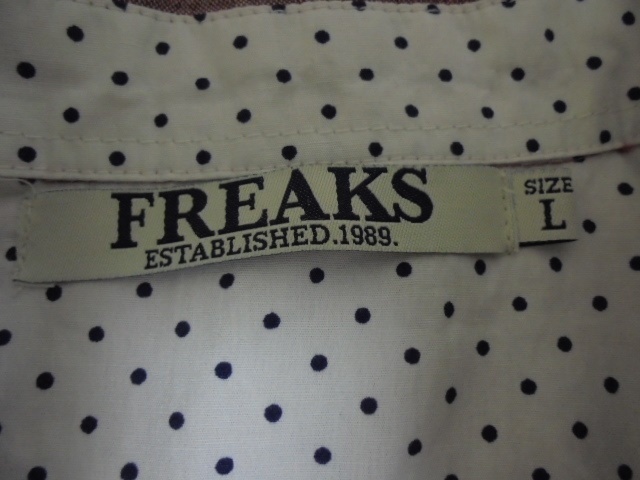 FREAKS
ESTABLISHED.1989.
SIZE
L